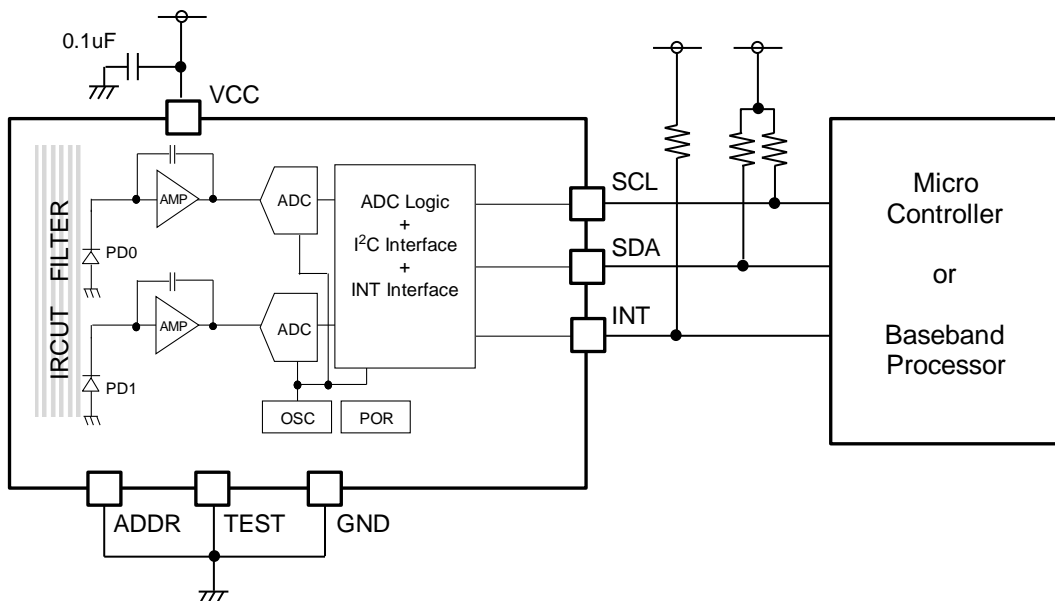 0.1uF
VCC
IRCUT FILTER
PD0
AMP
ADC
PD1
AMP
ADC
ADC Logic
+
I²C Interface
+
INT Interface
OSC
POR
SCL
SDA
INT
Micro
Controller
or
Baseband
Processor
ADDR
TEST
GND